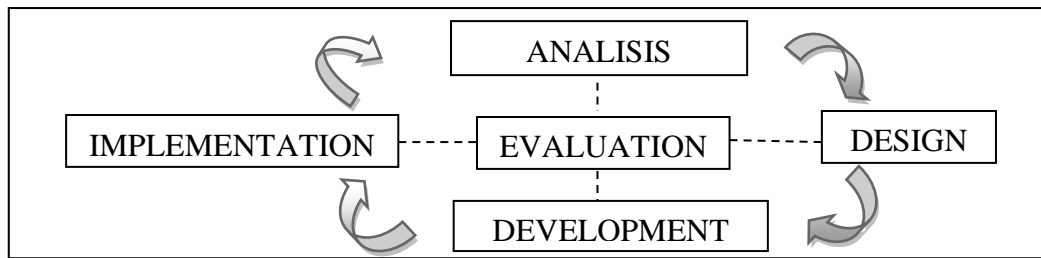 ANALISIS
IMPLEMENTATION
EVALUATION
DESIGN
DEVELOPMENT